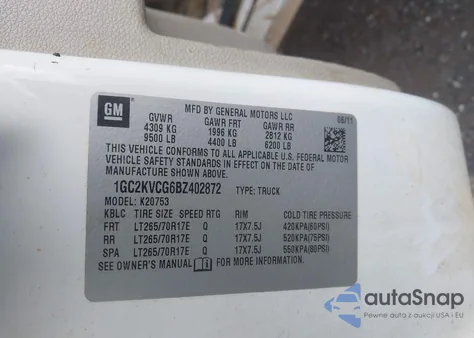 GM
MFD BY GENERAL MOTORS LLC 06/11
GVWR GAWR FRT GAWR RR
4309 KG 1996 KG 2812 KG
9500 LB 4400 LB 6200 LB
THIS VEHICLE CONFORMS TO ALL APPLICABLE U.S. FEDERAL MOTOR
VEHICLE SAFETY STANDARDS IN EFFECT ON THE DATE OF
MANUFACTURE SHOWN ABOVE.
1GC2KVCG6BZ402872 TYPE: TRUCK
MODEL: K20753
KBLC TIRE SIZE SPEED RTG RIM COLD TIRE PRESSURE
FRT LT265/70R17E Q 17X7.5J 420KPA(60PSI)
RR LT265/70R17E Q 17X7.5J 520KPA(75PSI)
SPA LT265/70R17E Q 17X7.5J 550KPA(80PSI)
SEE OWNER'S MANUAL FOR MORE INFORMATION.
autoSnap
Pewne auta z aukcji USA i EU